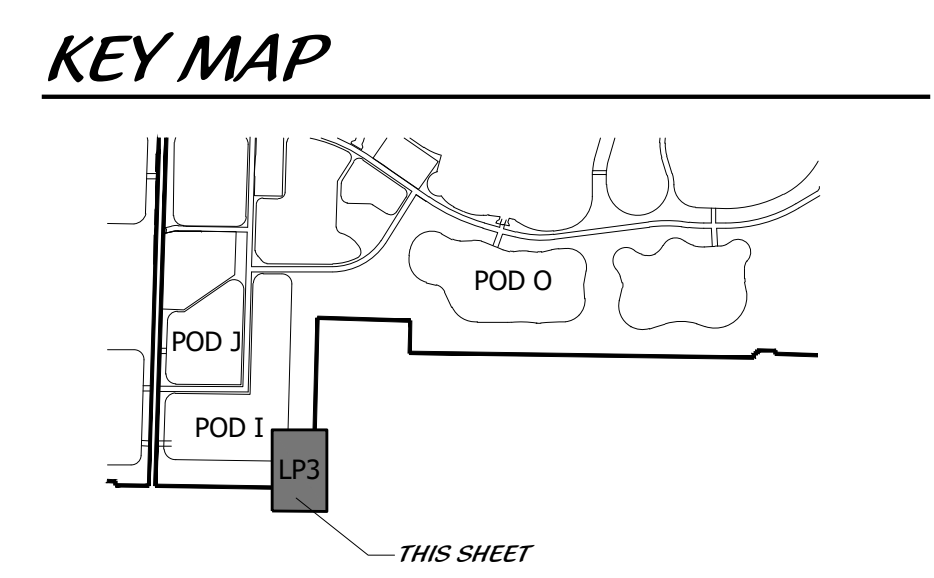 KEY MAP
POD O
POD J
POD I
LP3
THIS SHEET